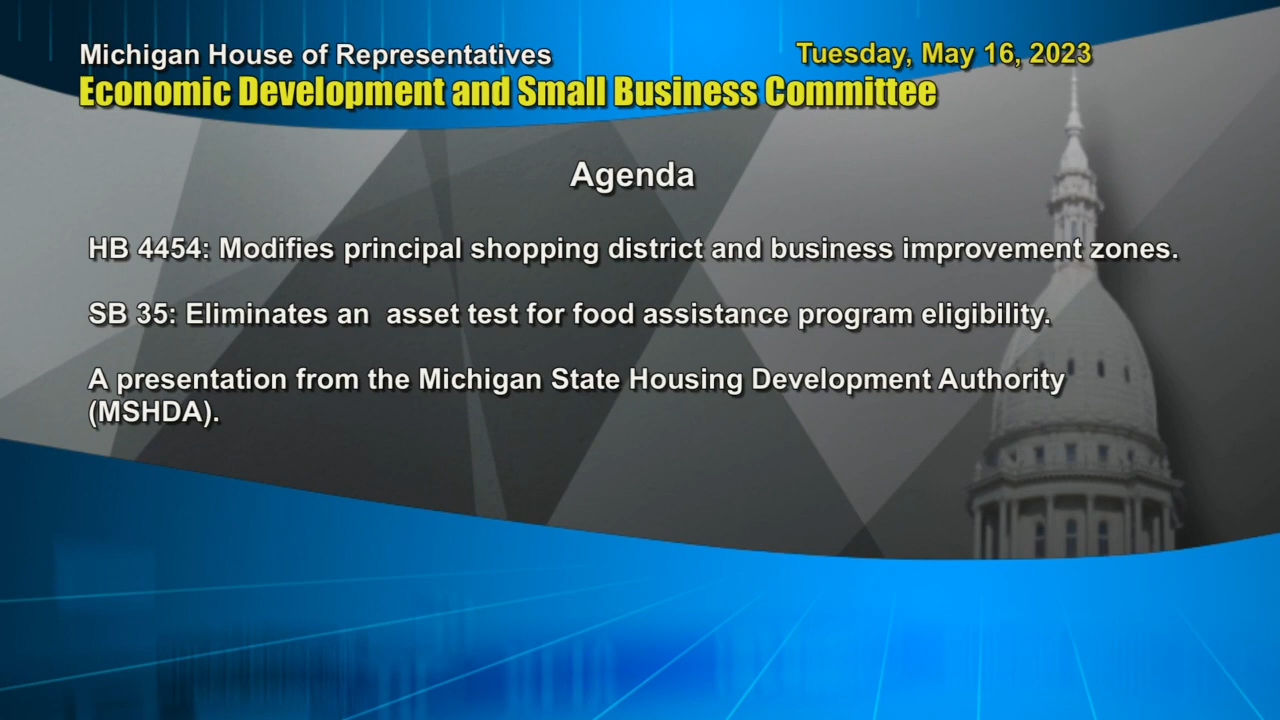 Michigan House of Representatives
Tuesday, May 16, 2023
Economic Development and Small Business Committee
Agenda
HB 4454: Modifies principal shopping district and business improvement zones.
SB 35: Eliminates an  asset test for food assistance program eligibility.
A presentation from the Michigan State Housing Development Authority
(MSHDA).